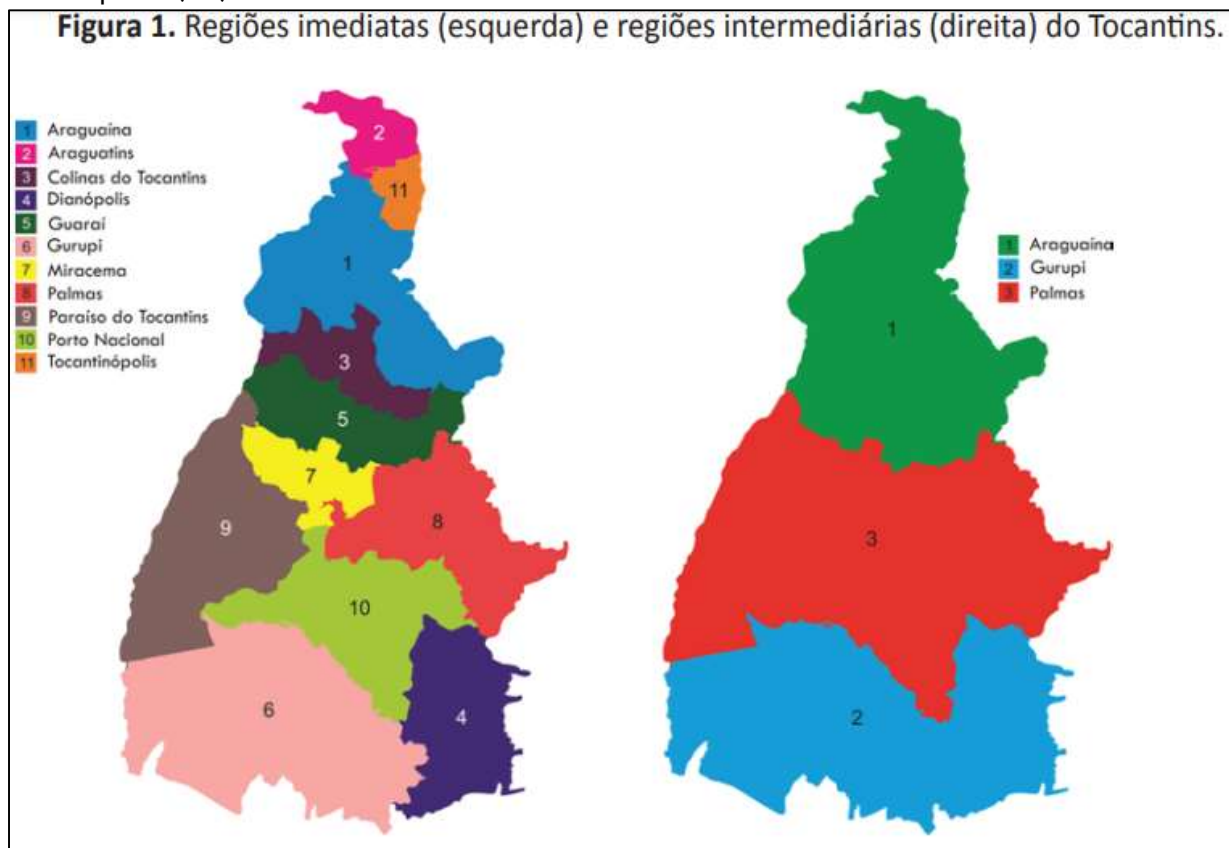 Figura 1. Regiões imediatas (esquerda) e regiões intermediárias (direita) do Tocantins.
1 Araguaína
2 Araguatins
3 Colinas do Tocantins
4 Dianópolis
5 Guaraí
6 Gurupi
7 Miracema
8 Palmas
9 Paraíso do Tocantins
10 Porto Nacional
11 Tocantinópolis
2
11
1
3
5
7
9
8
10
6
4
1 Araguaína
2 Gurupi
3 Palmas
1
3
2